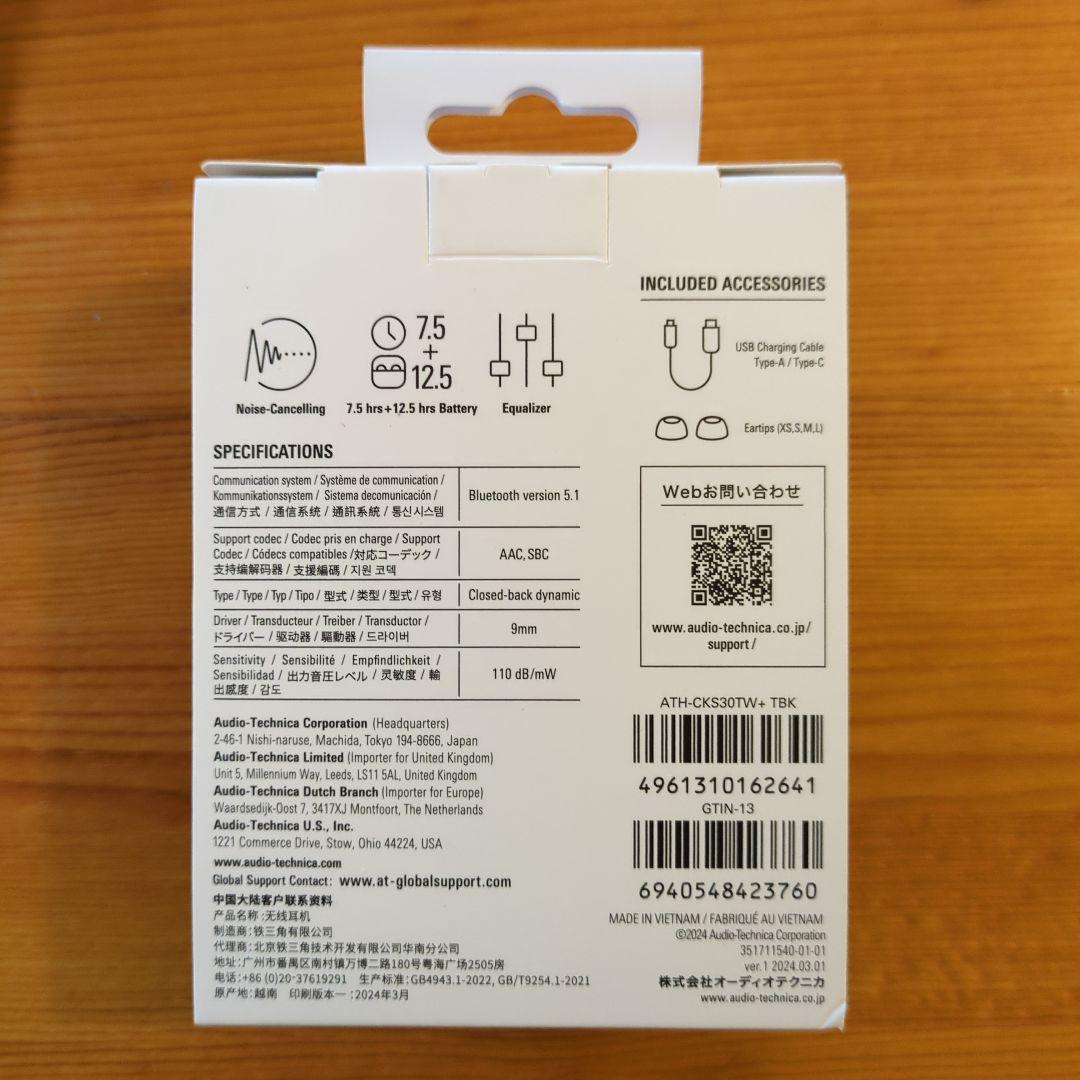 7.5
+
12.5
Noise-Cancelling
7.5 hrs+12.5 hrs Battery
Equalizer
SPECIFICATIONS
Communication system / Système de communication /
Kommunikationssystem / Sistema decomunicación /
通信方式 / 通信系统 / 通訊系統 / 통신 시스템
Bluetooth version 5.1
Support codec / Codec pris en charge / Support
Codec / Códecs compatibles /対応コーデック /
支持编解码器 / 支援編碼 / 지원 코덱
AAC, SBC
Type / Type / Typ / Tipo / 型式 / 类型 / 型式 / 유형
Closed-back dynamic
Driver / Transducteur / Treiber / Transductor /
ドライバー / 驱动器 / 驅動器 / 드라이버
9mm
Sensitivity / Sensibilité / Empfindlichkeit /
Sensibilidad / 出力音圧レベル / 灵敏度 / 輸
出感度 / 감도
110 dB/mW
Audio-Technica Corporation (Headquarters)
2-46-1 Nishi-naruse, Machida, Tokyo 194-8666, Japan
Audio-Technica Limited (Importer for United Kingdom)
Unit 5, Millennium Way, Leeds, LS11 5AL, United Kingdom
Audio-Technica Dutch Branch (Importer for Europe)
Waardsedijk-Oost 7, 3417XJ Montfoort, The Netherlands
Audio-Technica U.S., Inc.
1221 Commerce Drive, Stow, Ohio 44224, USA
www.audio-technica.com
Global Support Contact: www.at-globalsupport.com
中国大陆客户联系资料
产品名称:无线耳机
制造商:铁三角有限公司
代理商:北京铁三角技术开发有限公司华南分公司
地址:广州市番禺区南村镇万博二路180号粤海广场2505房
电话:+86 (0)20-37619291 生产标准:GB4943.1-2022, GB/T9254.1-2021
原产地:越南 印刷版本一:2024年3月
INCLUDED ACCESSORIES
USB Charging Cable
Type-A / Type-C
Eartips (XS,S,M,L)
Webお問い合わせ
www.audio-technica.co.jp/
support/
ATH-CKS30TW+ TBK
4961310162641
GTIN-13
6940548423760
MADE IN VIETNAM / FABRIQUÉ AU VIETNAM
©2024 Audio-Technica Corporation
351711540-01-01
ver.1 2024.03.01
株式会社オーディオテクニカ
www.audio-technica.co.jp